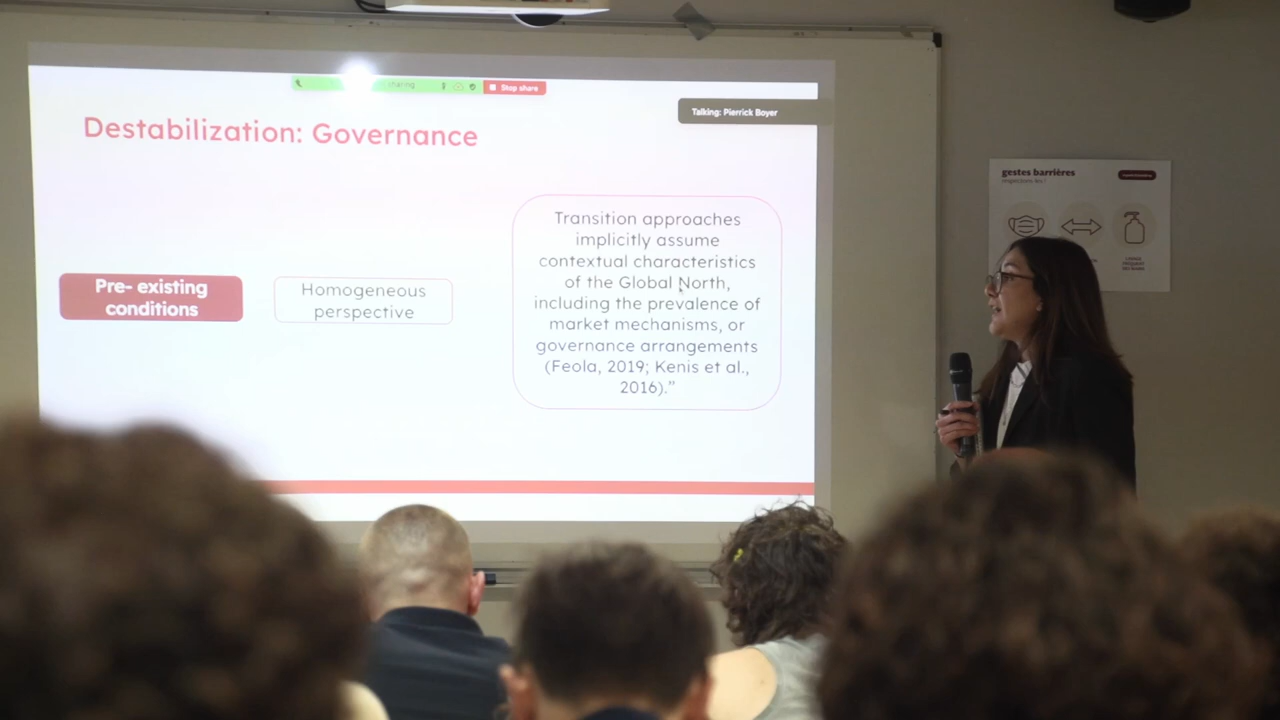 sharing
Stop share
Talking: Pierrick Boyer
Destabilization: Governance
Pre- existing
conditions
Homogeneous
perspective
Transition approaches
implicitly assume
contextual characteristics
of the Global North,
including the prevalence of
market mechanisms, or
governance arrangements
(Feola, 2019; Kenis et al.,
2016).”
gestes barrières